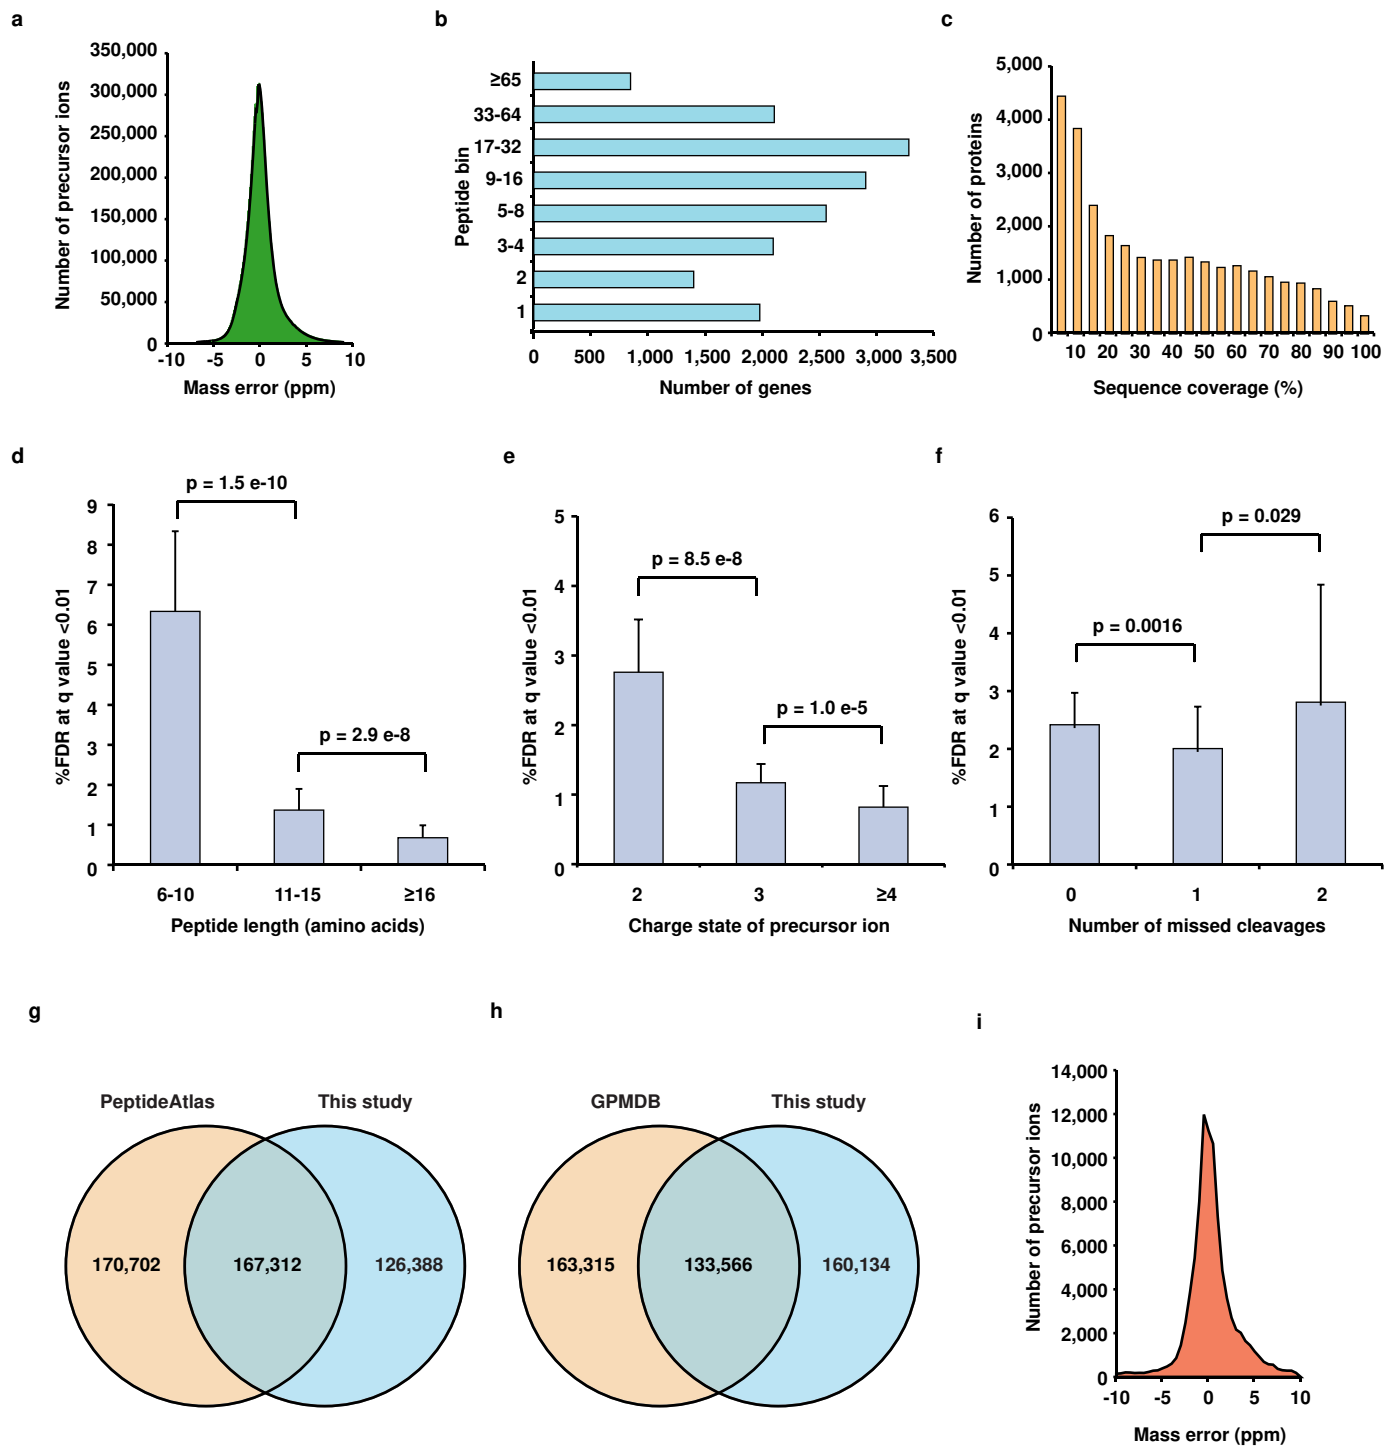 a
350,000
300,000
250,000
200,000
150,000
100,000
50,000
0
Number of precursor ions
-10 -5 0 5 10
Mass error (ppm)
b
Peptide bin
≥65
33-64
17-32
9-16
5-8
3-4
2
1
0 500 1,000 1,500 2,000 2,500 3,000 3,500
Number of genes
c
5,000
4,000
3,000
2,000
1,000
0
Number of proteins
10 20 30 40 50 60 70 80 90 100
Sequence coverage (%)
d
p = 1.5 e-10
p = 2.9 e-8
9
8
7
6
5
4
3
2
1
0
%FDR at q value <0.01
6-10 11-15 ≥16
Peptide length (amino acids)
e
p = 8.5 e-8
p = 1.0 e-5
5
4
3
2
1
0
%FDR at q value <0.01
2 3 ≥4
Charge state of precursor ion
f
p = 0.029
p = 0.0016
6
5
4
3
2
1
0
%FDR at q value <0.01
0 1 2
Number of missed cleavages
g
PeptideAtlas This study
170,702 167,312 126,388
h
GPMDB This study
163,315 133,566 160,134
i
14,000
12,000
10,000
8,000
6,000
4,000
2,000
0
Number of precursor ions
-10 -5 0 5 10
Mass error (ppm)